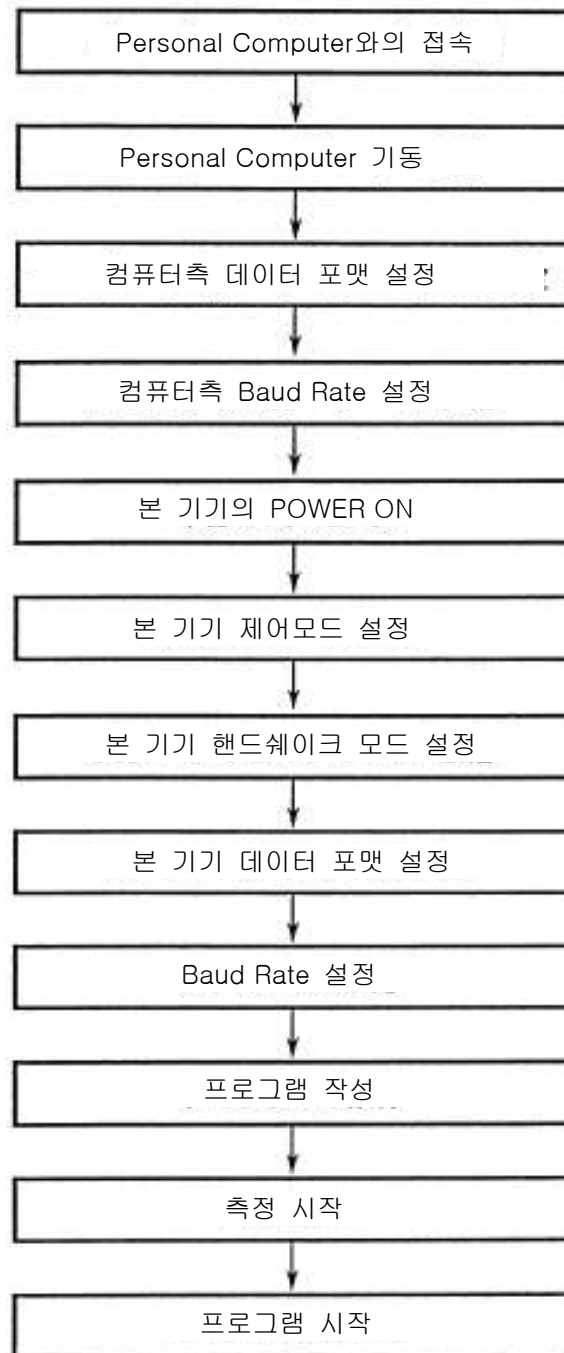 Personal Computer와의 접속
Personal Computer 기동
컴퓨터측 데이터 포맷 설정
컴퓨터측 Baud Rate 설정
본 기기의 POWER ON
본 기기 제어모드 설정
본 기기 핸드쉐이크 모드 설정
본 기기 데이터 포맷 설정
Baud Rate 설정
프로그램 작성
측정 시작
프로그램 시작